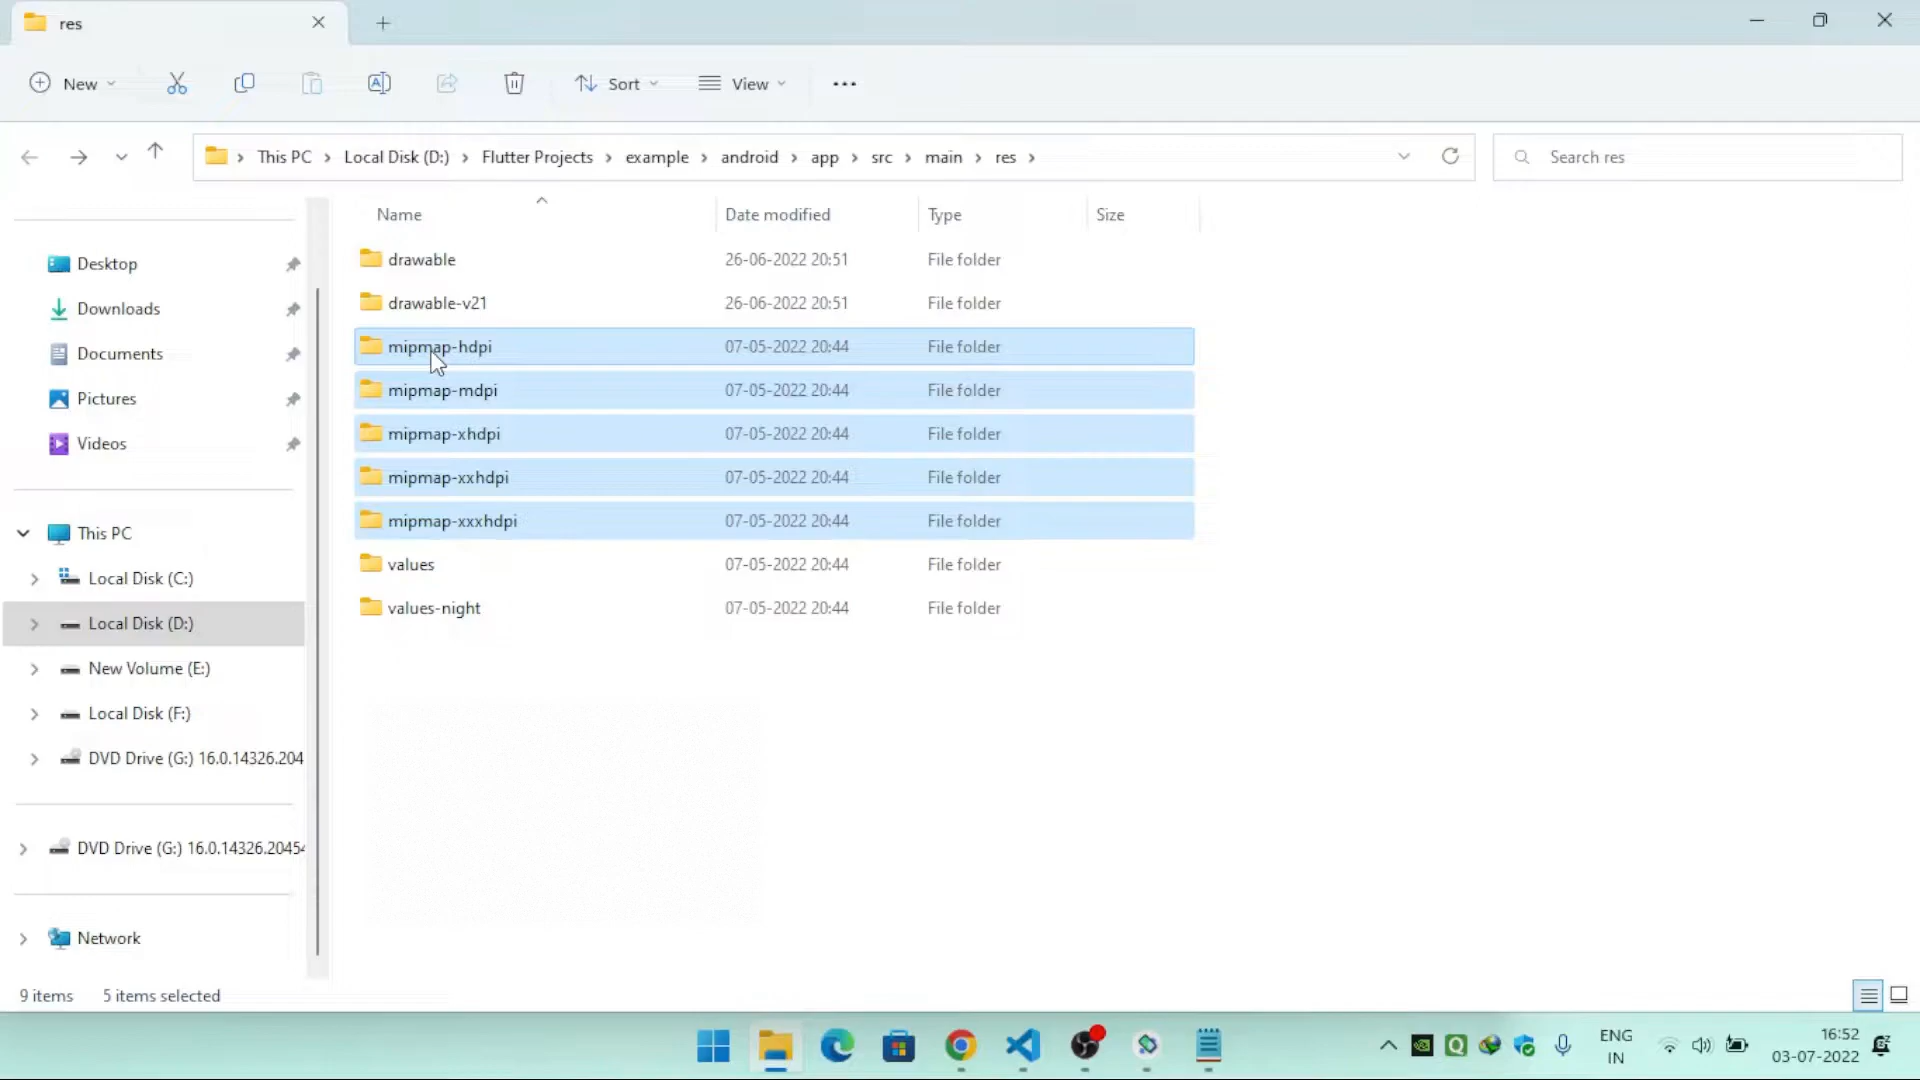 res
New
Sort
View
This PC > Local Disk (D:) > Flutter Projects > example > android > app > src > main > res >
Search res
Name Date modified Type Size
Desktop
Downloads
Documents
Pictures
Videos
This PC
Local Disk (C:)
Local Disk (D:)
New Volume (E:)
Local Disk (F:)
DVD Drive (G:) 16.0.14326.204
DVD Drive (G:) 16.0.14326.20454
Network
drawable 26-06-2022 20:51 File folder
drawable-v21 26-06-2022 20:51 File folder
mipmap-hdpi 07-05-2022 20:44 File folder
mipmap-mdpi 07-05-2022 20:44 File folder
mipmap-xhdpi 07-05-2022 20:44 File folder
mipmap-xxhdpi 07-05-2022 20:44 File folder
mipmap-xxxhdpi 07-05-2022 20:44 File folder
values 07-05-2022 20:44 File folder
values-night 07-05-2022 20:44 File folder
9 items 5 items selected
ENG
IN
16:52
03-07-2022